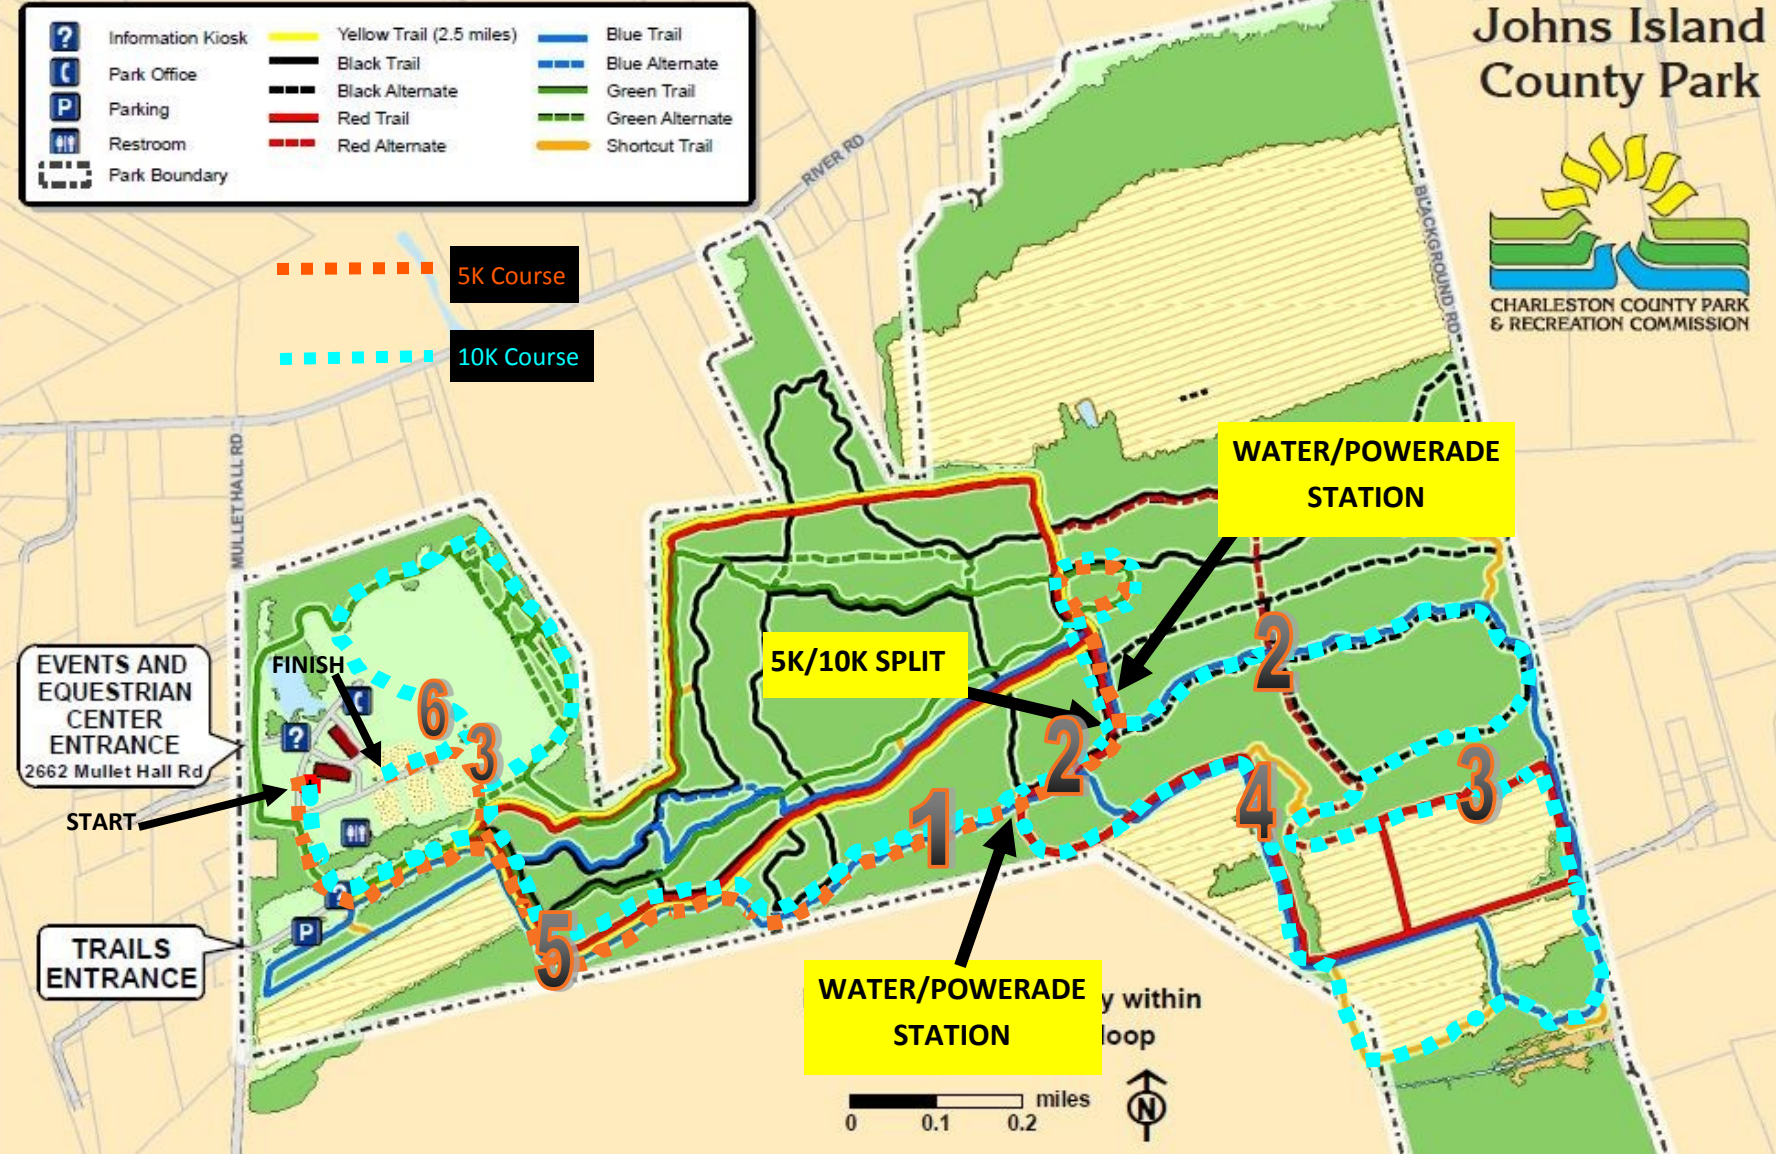 Johns Island
County Park
?
Information Kiosk
Park Office
P
Parking
Restroom
Park Boundary
Yellow Trail (2.5 miles)
Black Trail
Black Alternate
Red Trail
Red Alternate
Blue Trail
Blue Alternate
Green Trail
Green Alternate
Shortcut Trail
CHARLESTON COUNTY PARK
& RECREATION COMMISSION
RIVER RD
BLACKGROUND RD
MULLET HALL RD
5K Course
10K Course
WATER/POWERADE
STATION
5K/10K SPLIT
EVENTS AND
EQUESTRIAN
CENTER
ENTRANCE
2662 Mullet Hall Rd
FINISH
START
?
6
3
2
2
3
4
1
5
?
P
TRAILS
ENTRANCE
WATER/POWERADE
STATION
y within
loop
miles
0
0.1
0.2
N